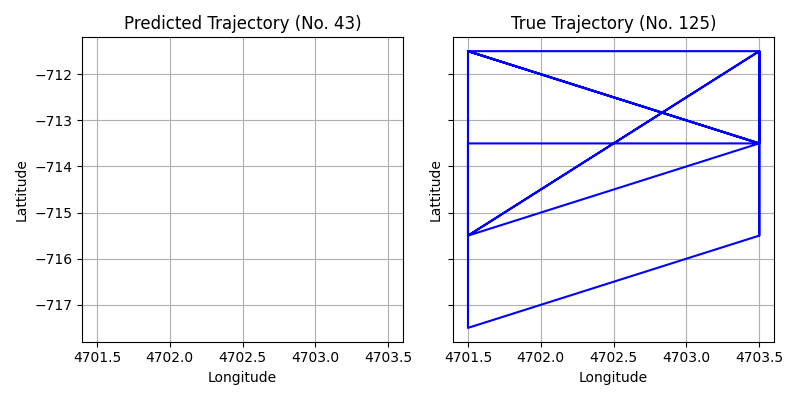 Predicted Trajectory (No. 43)
True Trajectory (No. 125)
−712
−713
−714
−715
−716
−717
Lattitude
Lattitude
4701.5 4702.0 4702.5 4703.0 4703.5
4701.5 4702.0 4702.5 4703.0 4703.5
Longitude
Longitude